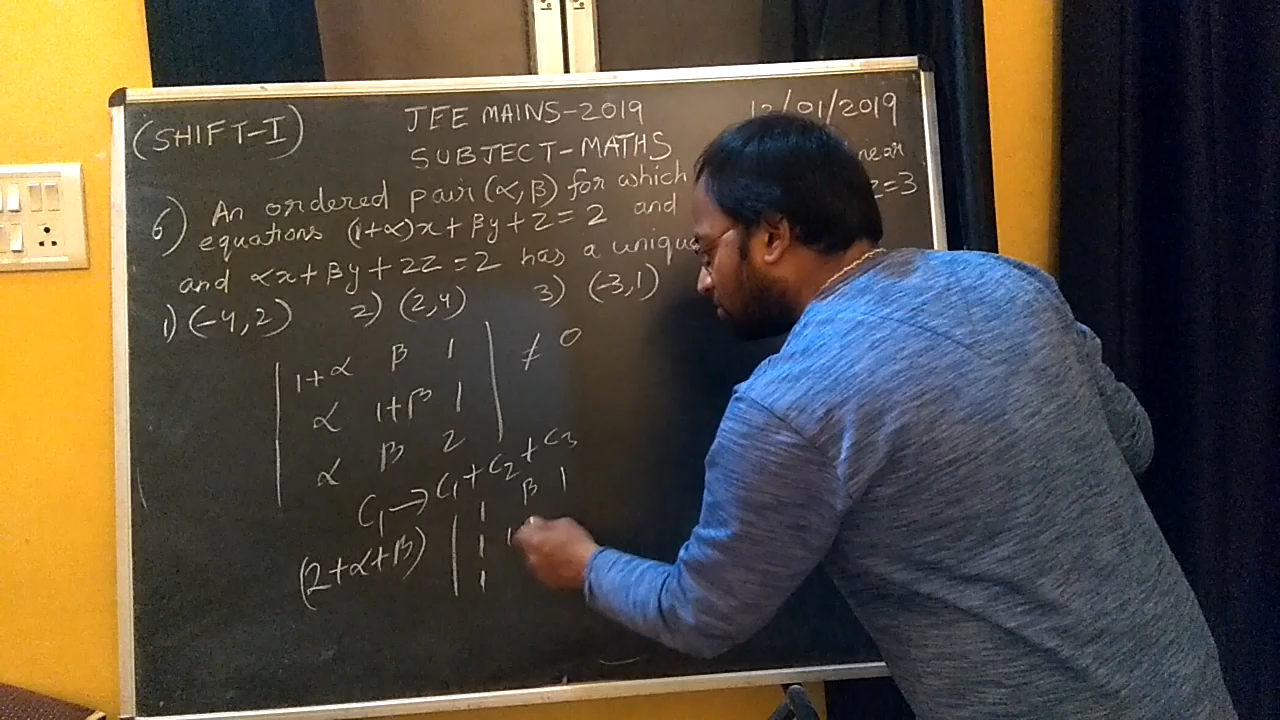 (SHIFT-I) JEE MAINS-2019 12/01/2019
SUBJECT-MATHS
6) An ordered pair (α, β) for which near
equations (1+α)x + βy + z = 2 and z=3
and αx + βy + 2z = 2 has a uniqu
1) (-4, 2) 2) (2, 4) 3) (-3, 1)
| 1+α β 1 | ≠ 0
| α 1+β 1 |
| α β 2 |
C₁ → C₁ + C₂ + C₃
(2+α+β) | 1 β 1
1 1
1